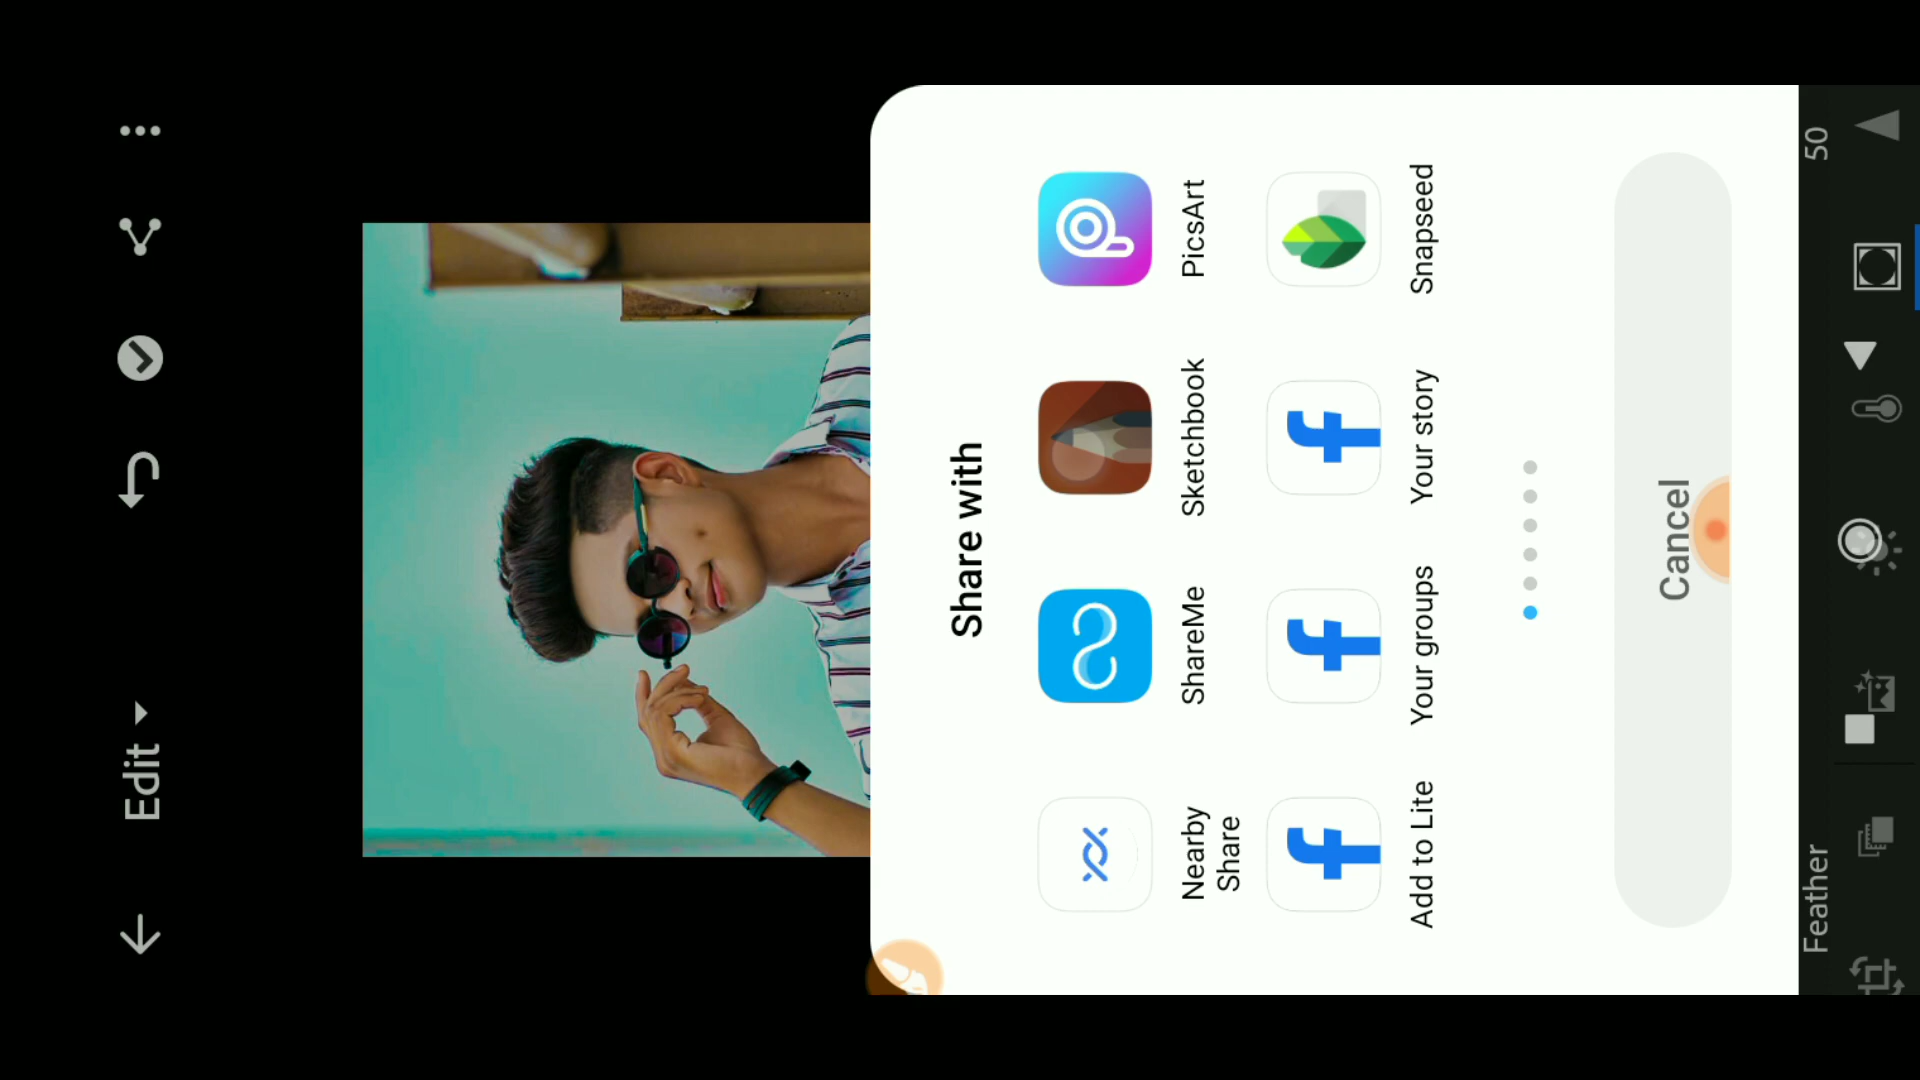 Edit
Share with
Nearby
Share
ShareMe
Sketchbook
PicsArt
Add to Lite
Your groups
Your story
Snapseed
Cancel
Feather
50